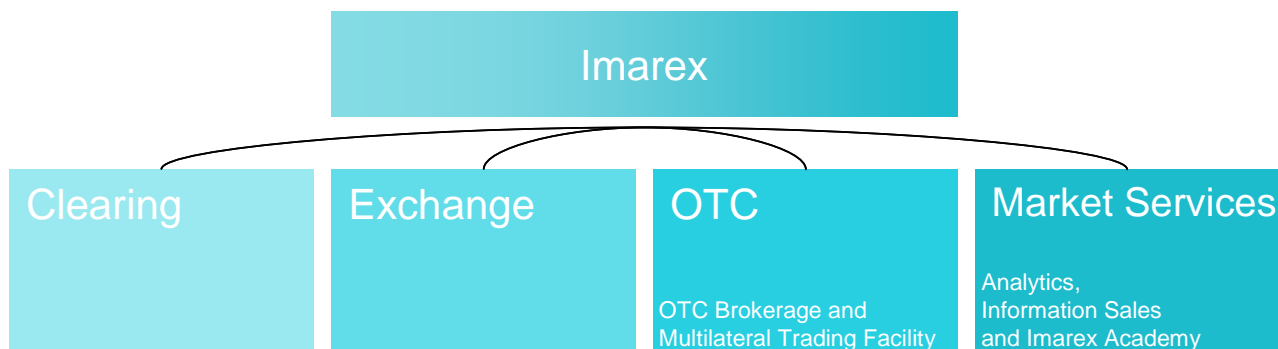 Imarex
Clearing
Exchange
OTC
Market Services
OTC Brokerage and
Multilateral Trading Facility
Analytics,
Information Sales
and Imarex Academy